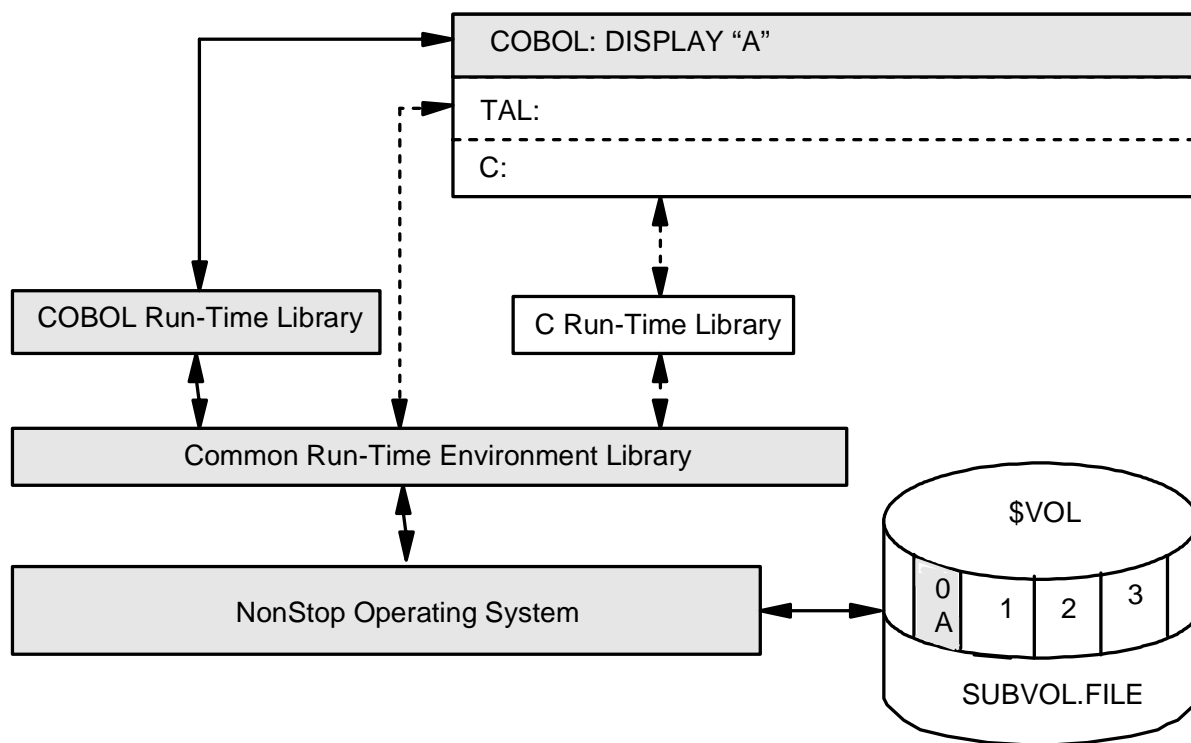 COBOL: DISPLAY “A”
TAL:
C:
COBOL Run-Time Library
C Run-Time Library
Common Run-Time Environment Library
NonStop Operating System
$VOL
0
A
1
2
3
SUBVOL.FILE